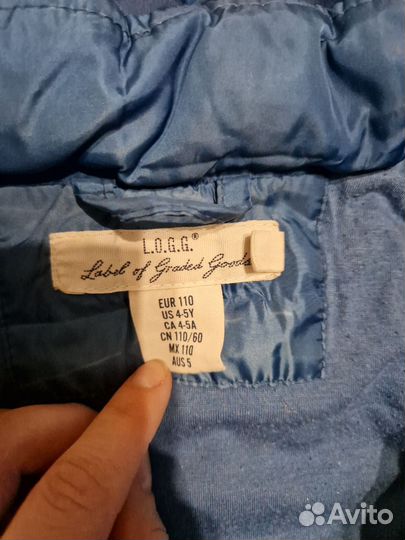 L.O.G.G.®
Label of Graded Goods
EUR 110
US 4-5Y
CA 4-5A
CN 110/60
MX 110
AUS 5
Avito